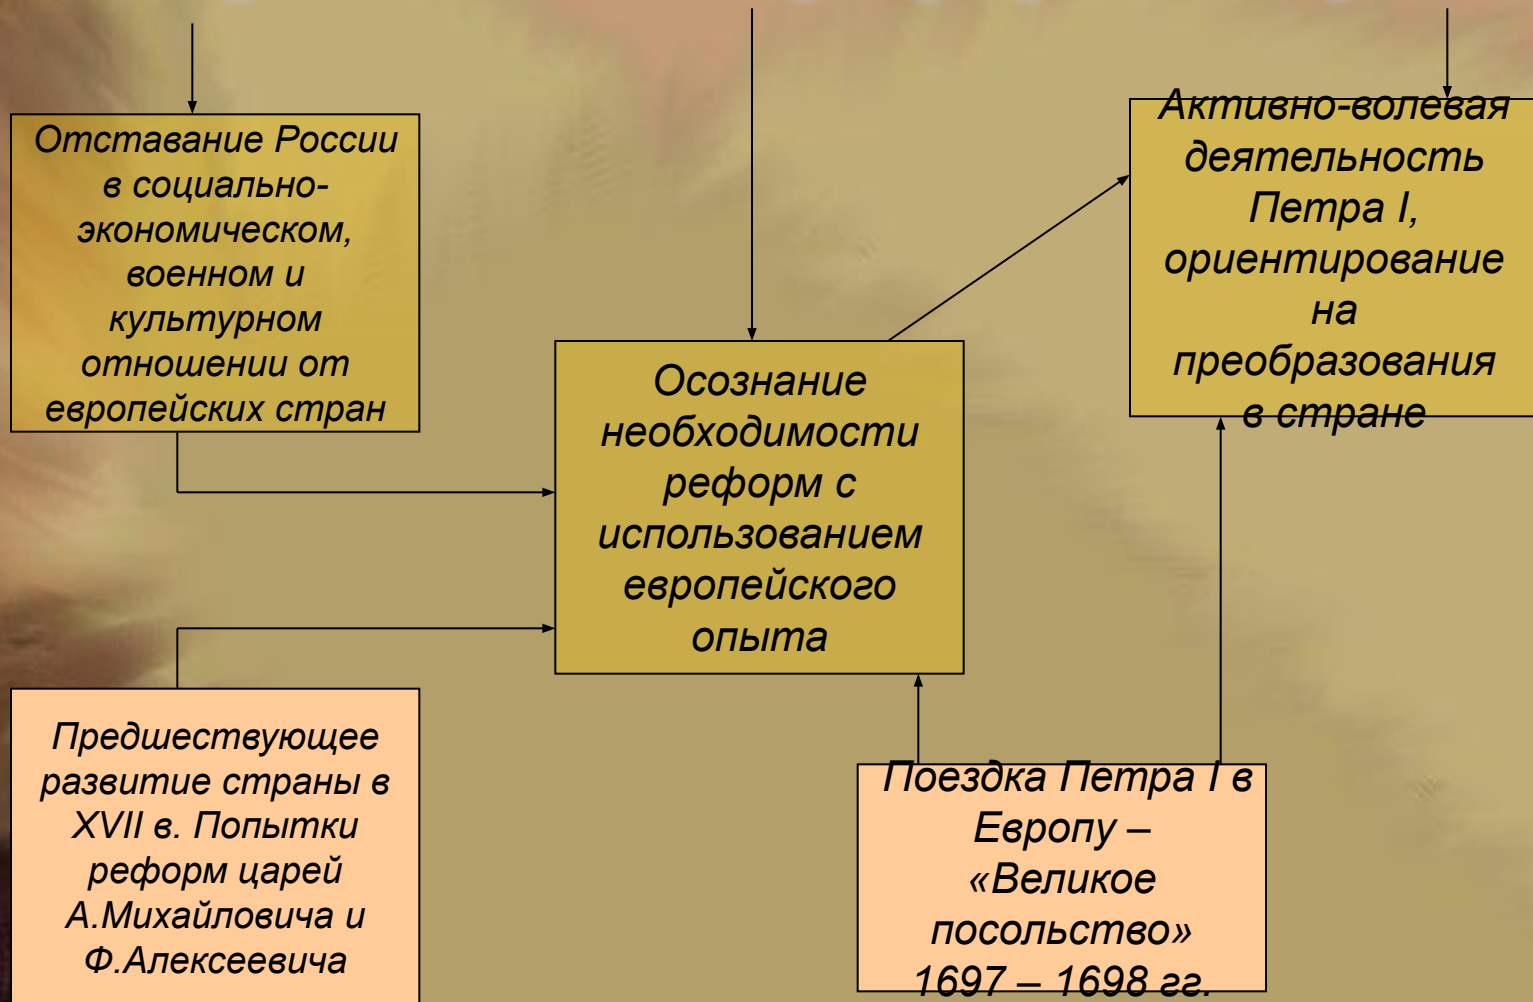 Отставание России
в социально-
экономическом,
военном и
культурном
отношении от
европейских стран
Осознание
необходимости
реформ с
использованием
европейского
опыта
Активно-волевая
деятельность
Петра I,
ориентирование
на
преобразования
в стране
Предшествующее
развитие страны в
XVII в. Попытки
реформ царей
А.Михайловича и
Ф.Алексеевича
Поездка Петра I в
Европу –
«Великое
посольство»
1697 – 1698 гг.